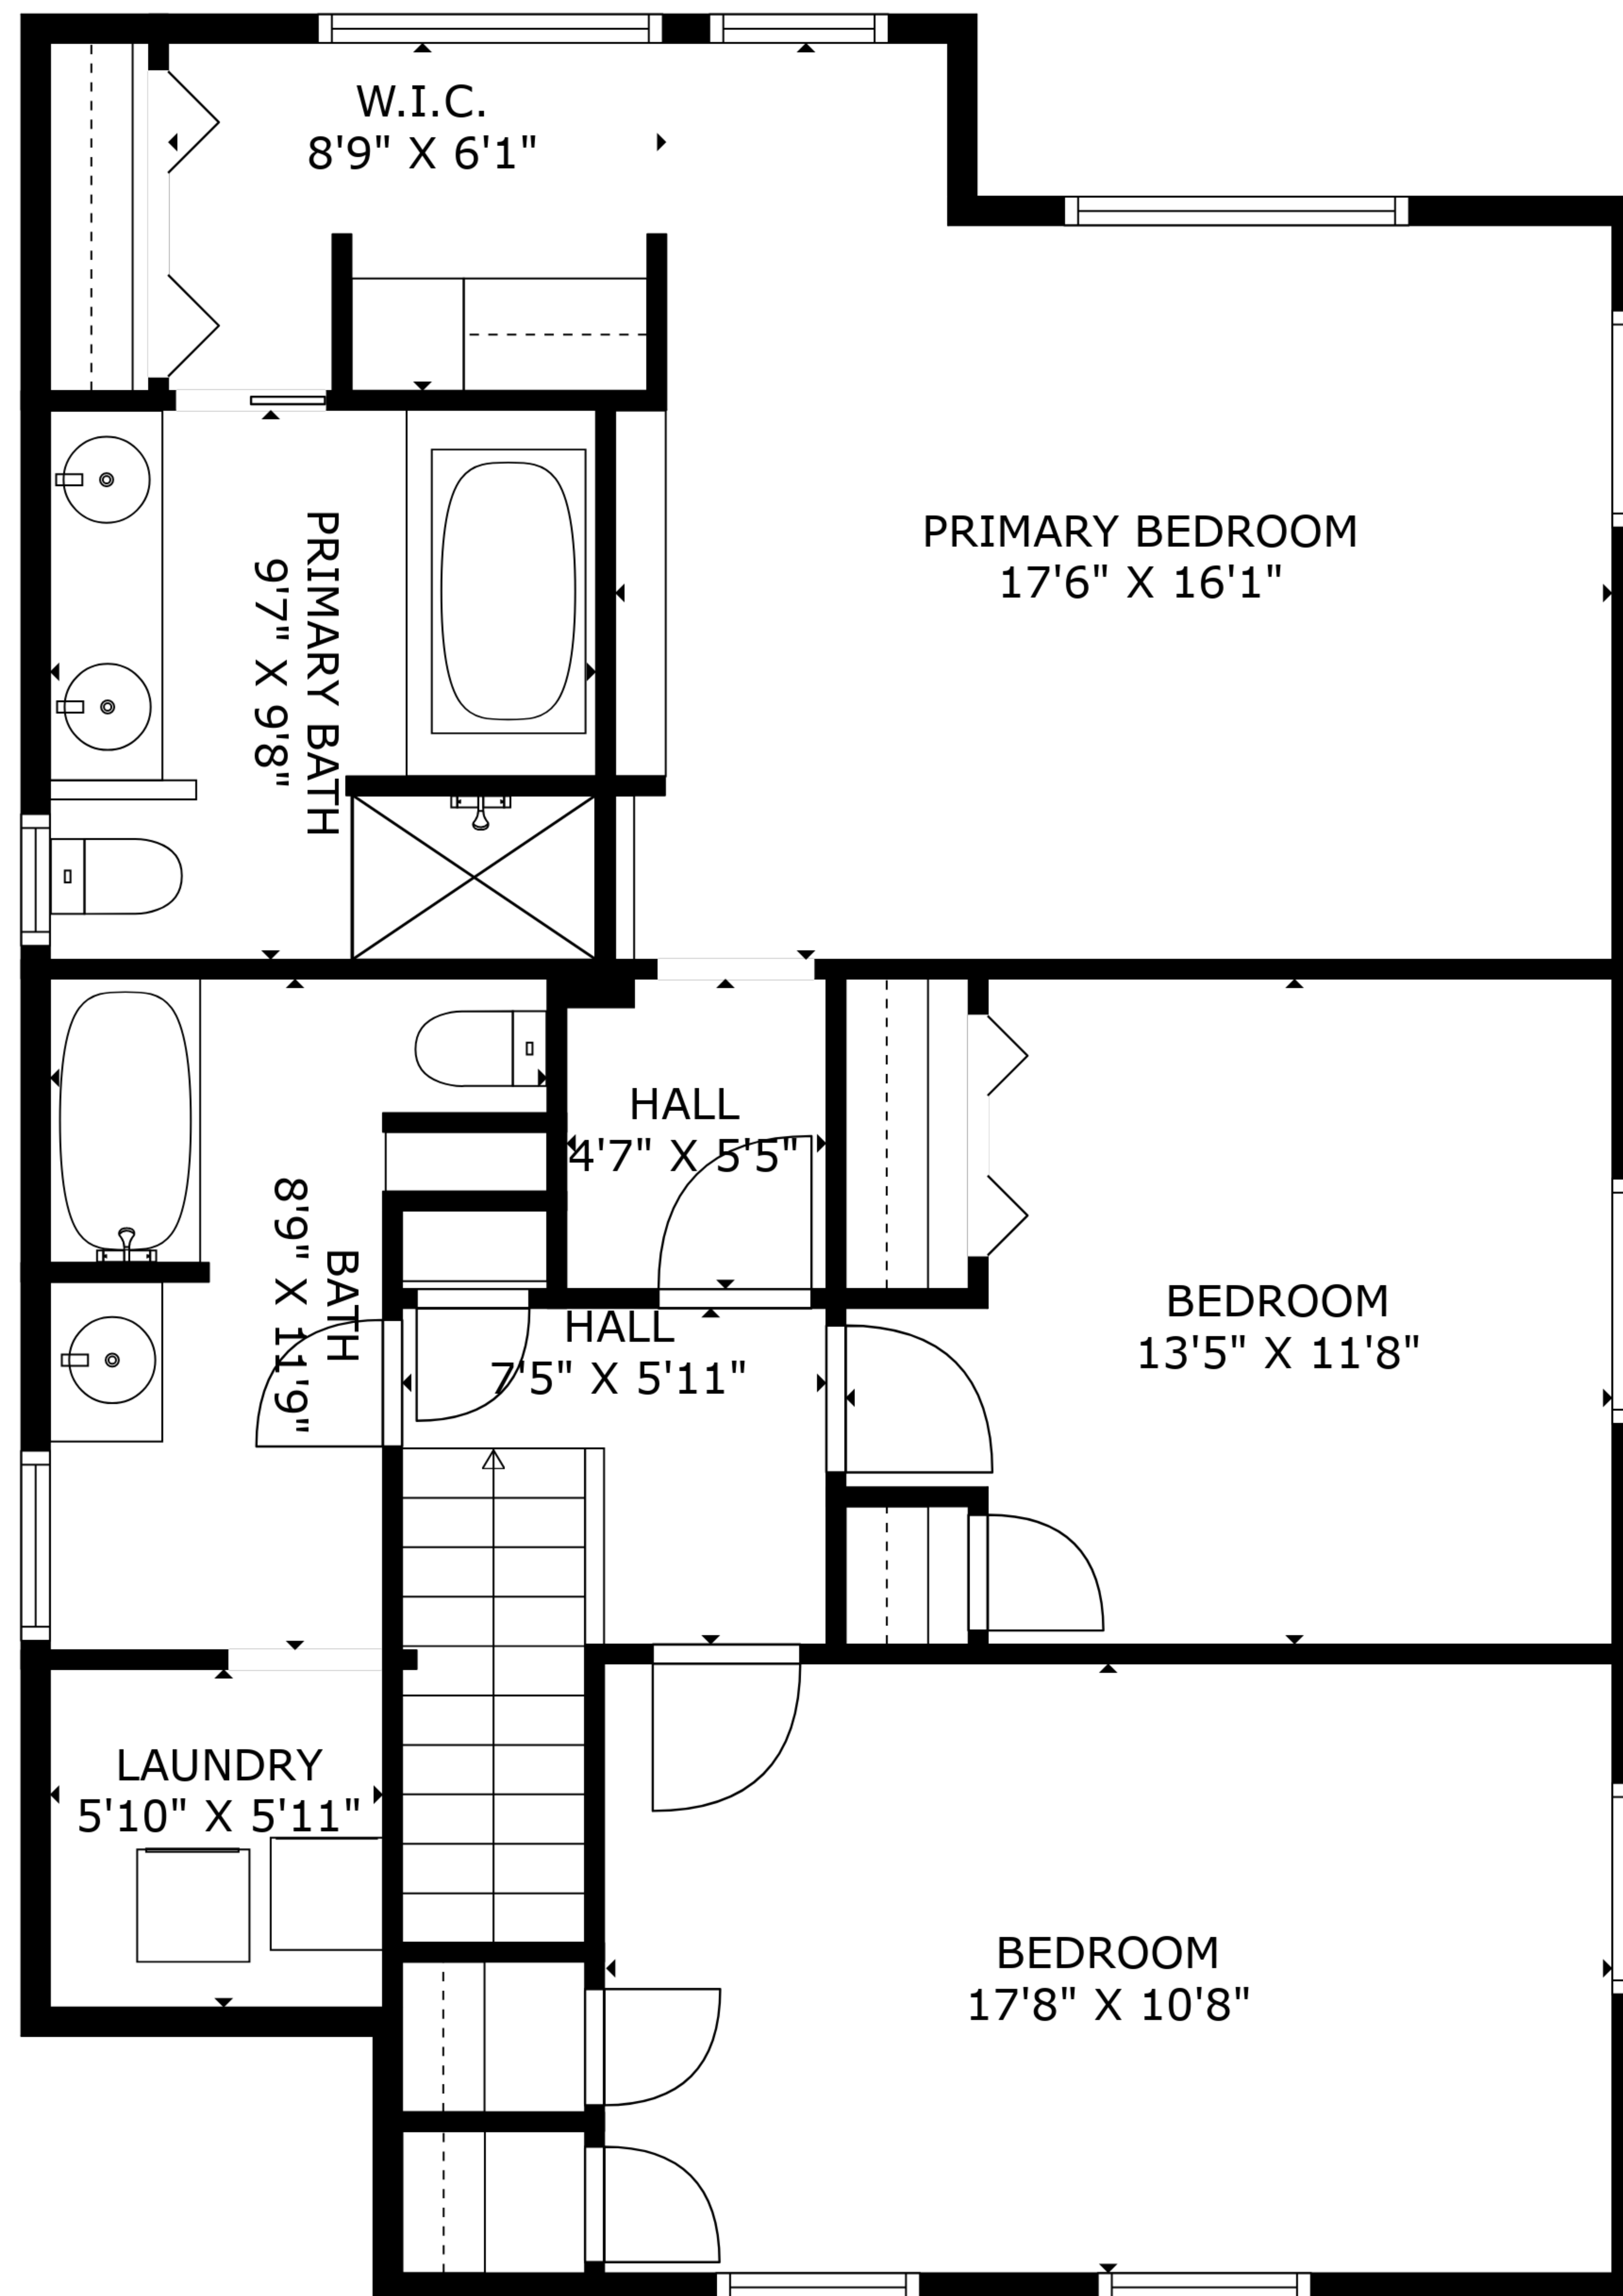 W.I.C.
8'9" X 6'1"
PRIMARY BEDROOM
17'6" X 16'1"
PRIMARY BATH
9'7" X 9'8"
HALL
4'7" X 5'5"
BATH
8'9" X 11'9"
HALL
7'5" X 5'11"
BEDROOM
13'5" X 11'8"
LAUNDRY
5'10" X 5'11"
BEDROOM
17'8" X 10'8"